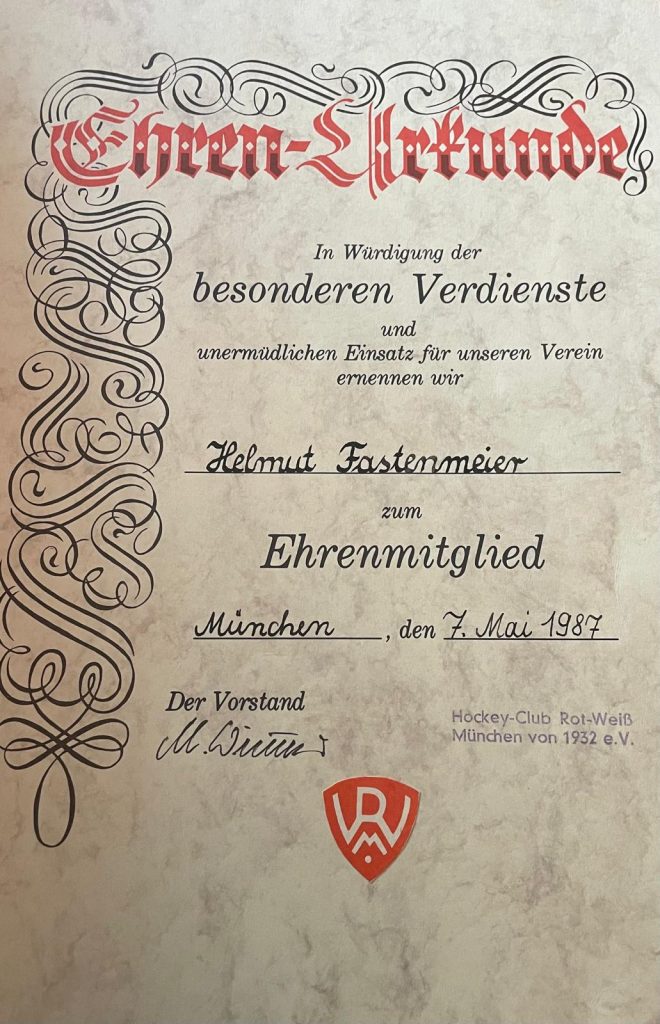 Ehren-Urkunde
In Würdigung der
besonderen Verdienste
und
unermüdlichen Einsatz für unseren Verein
ernennen wir
Helmut Fastenmeier
zum
Ehrenmitglied
München, den 7. Mai 1987
Der Vorstand
M.
Hockey-Club Rot-Weiß
München von 1932 e.V.
RWM